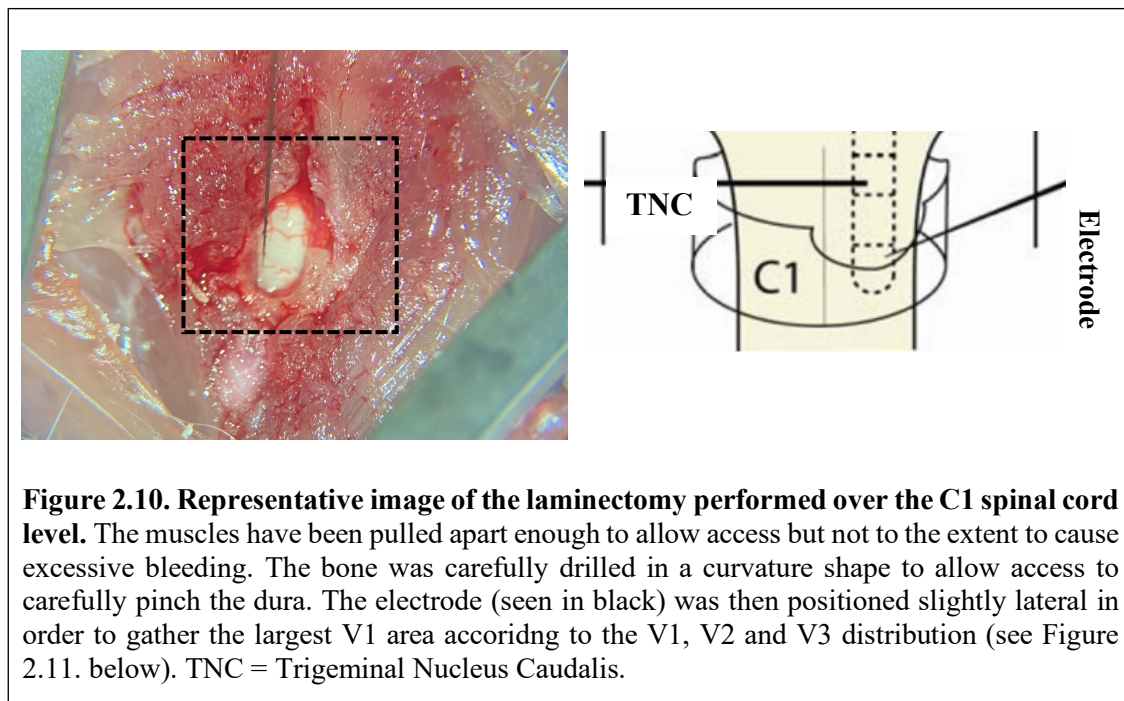 TNC
C1
Electrode
Figure 2.10. Representative image of the laminectomy performed over the C1 spinal cord
level. The muscles have been pulled apart enough to allow access but not to the extent to cause
excessive bleeding. The bone was carefully drilled in a curvature shape to allow access to
carefully pinch the dura. The electrode (seen in black) was then positioned slightly lateral in
order to gather the largest V1 area accoridng to the V1, V2 and V3 distribution (see Figure
2.11. below). TNC = Trigeminal Nucleus Caudalis.